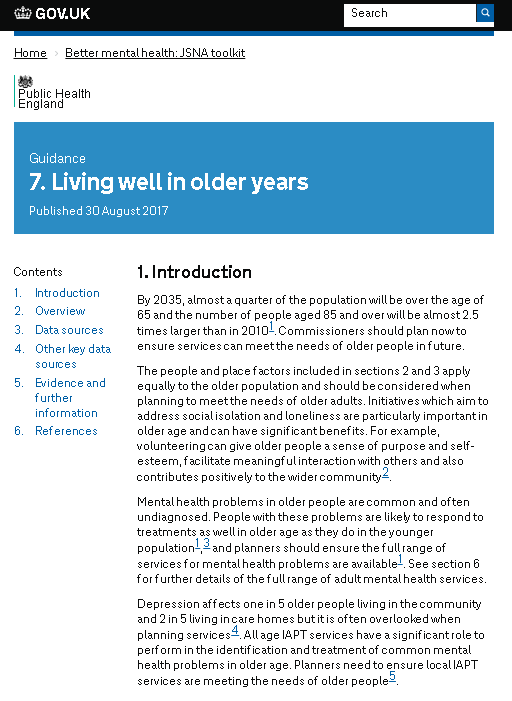 GOV.UK
Search
Home › Better mental health: JSNA toolkit
Public Health
England
Guidance
7. Living well in older years
Published 30 August 2017
Contents
1. Introduction
2. Overview
3. Data sources
4. Other key data
sources
5. Evidence and
further
information
6. References
1. Introduction
By 2035, almost a quarter of the population will be over the age of
65 and the number of people aged 85 and over will be almost 2.5
times larger than in 2010 1. Commissioners should plan now to
ensure services can meet the needs of older people in future.
The people and place factors included in sections 2 and 3 apply
equally to the older population and should be considered when
planning to meet the needs of older adults. Initiatives which aim to
address social isolation and loneliness are particularly important in
older age and can have significant benefits. For example,
volunteering can give older people a sense of purpose and self-
esteem, facilitate meaningful interaction with others and also
contributes positively to the wider community 2.
Mental health problems in older people are common and often
undiagnosed. People with these problems are likely to respond to
treatments as well in older age as they do in the younger
population 1,3 and planners should ensure the full range of
services for mental health problems are available 1. See section 6
for further details of the full range of adult mental health services.
Depression affects one in 5 older people living in the community
and 2 in 5 living in care homes but it is often overlooked when
planning services 4. All age IAPT services have a significant role to
perform in the identification and treatment of common mental
health problems in older age. Planners need to ensure local IAPT
services are meeting the needs of older people 5.